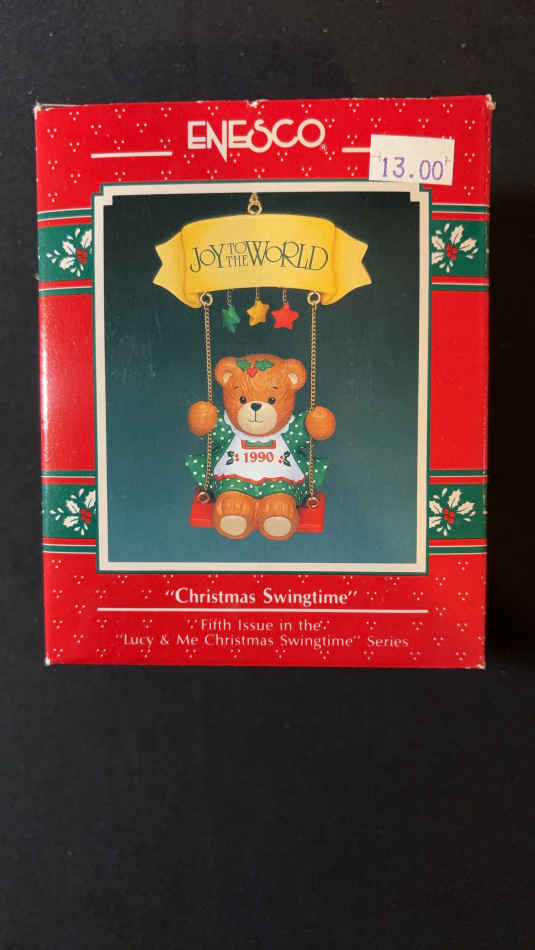 ENESCO®
13.00
JOY TO THE WORLD
1990
"Christmas Swingtime"
Fifth Issue in the
"Lucy & Me Christmas Swingtime" Series